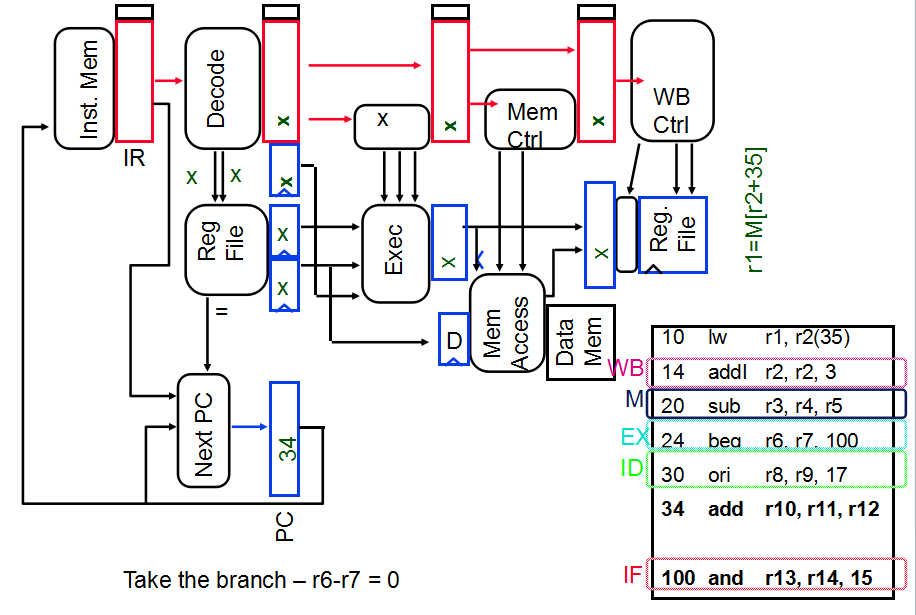 Inst. Mem
IR
Decode
x
x
x
x
x
x
x
Mem
Ctrl
x
WB
Ctrl
Reg
File
x
x
=
Exec
x
x
x
Reg.
File
r1=M[r2+35]
D
Mem
Access
Data
Mem
Next PC
34
PC
Take the branch – r6-r7 = 0
10 lw r1, r2(35)
WB 14 addI r2, r2, 3
M 20 sub r3, r4, r5
EX 24 beq r6, r7, 100
ID 30 ori r8, r9, 17
34 add r10, r11, r12
IF 100 and r13, r14, 15